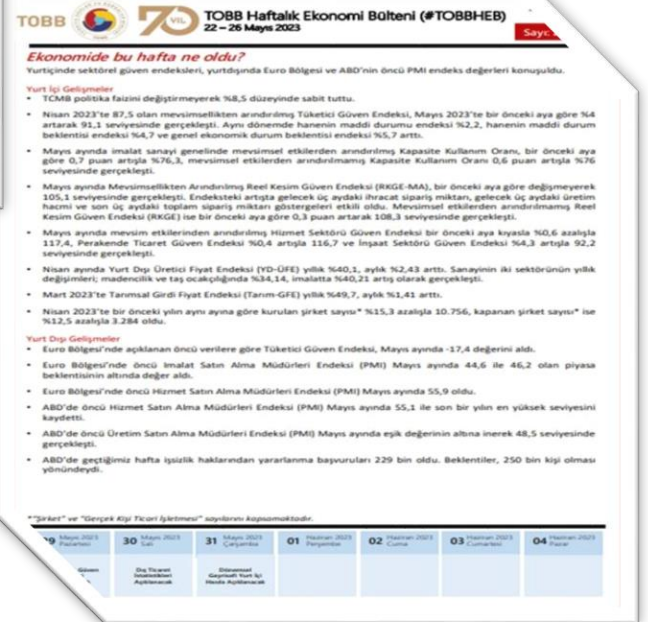 TOBB
70
YIL
TOBB Haftalık Ekonomi Bülteni (#TOBBHEB)
22 – 26 Mayıs 2023
Sayı:
Ekonomide bu hafta ne oldu?
Yurtiçinde sektörel güven endeksleri, yurtdışında Euro Bölgesi ve ABD'nin öncü PMI endeks değerleri konuşuldu.
Yurt İçi Gelişmeler
• TCMB politika faizini değiştirmeyerek %8,5 düzeyinde sabit tuttu.
• Nisan 2023'te 87,5 olan mevsimsellikten arındırılmış Tüketici Güven Endeksi, Mayıs 2023'te bir önceki aya göre %4
artarak 91,1 seviyesinde gerçekleşti. Aynı dönemde hanenin maddi durumu endeksi %2,2, hanenin maddi durum
beklentisi endeksi %4,7 ve genel ekonomik durum beklentisi endeksi %5,7 arttı.
• Mayıs ayında imalat sanayi genelinde mevsimsel etkilerden arındırılmış Kapasite Kullanım Oranı, bir önceki aya
göre 0,7 puan artışla %76,3, mevsimsel etkilerden arındırılmamış Kapasite Kullanım Oranı 0,6 puan artışla %76
seviyesinde gerçekleşti.
• Mayıs ayında Mevsimsellikten Arındırılmış Reel Kesim Güven Endeksi (RKGE-MA), bir önceki aya göre değişmeyerek
105,1 seviyesinde gerçekleşti. Endeksteki artışta gelecek üç aydaki ihracat sipariş miktarı, gelecek üç aydaki üretim
hacmi ve son üç aydaki toplam sipariş miktarı göstergeleri etkili oldu. Mevsimsel etkilerden arındırılmamış Reel
Kesim Güven Endeksi (RKGE) ise bir önceki aya göre 0,3 puan artarak 108,3 seviyesinde gerçekleşti.
• Mayıs ayında mevsim etkilerinden arındırılmış Hizmet Sektörü Güven Endeksi bir önceki aya kıyasla %0,6 azalışla
117,4, Perakende Ticaret Güven Endeksi %0,4 artışla 116,7 ve İnşaat Sektörü Güven Endeksi %4,3 artışla 92,2
seviyesinde gerçekleşti.
• Nisan ayında Yurt Dışı Üretici Fiyat Endeksi (YD-ÜFE) yıllık %40,1, aylık %2,43 arttı. Sanayinin iki sektörünün yıllık
değişimleri; madencilik ve taş ocakçılığında %34,14, imalatta %40,21 artış olarak gerçekleşti.
• Mart 2023'te Tarımsal Girdi Fiyat Endeksi (Tarım-GFE) yıllık %49,7, aylık %1,41 arttı.
• Nisan 2023'te bir önceki yılın aynı ayına göre kurulan şirket sayısı* %15,3 azalışla 10.756, kapanan şirket sayısı* ise
%12,5 azalışla 3.284 oldu.
Yurt Dışı Gelişmeler
• Euro Bölgesi'nde açıklanan öncü verilere göre Tüketici Güven Endeksi, Mayıs ayında -17,4 değerini aldı.
• Euro Bölgesi'nde öncü İmalat Satın Alma Müdürleri Endeksi (PMI) Mayıs ayında 44,6 ile 46,2 olan piyasa
beklentisinin altında değer aldı.
• Euro Bölgesi'nde öncü Hizmet Satın Alma Müdürleri Endeksi (PMI) Mayıs ayında 55,9 oldu.
• ABD'de öncü Hizmet Satın Alma Müdürleri Endeksi (PMI) Mayıs ayında 55,1 ile son bir yılın en yüksek seviyesini
kaydetti.
• ABD'de öncü Üretim Satın Alma Müdürleri Endeksi (PMI) Mayıs ayında eşik değerinin altına inerek 48,5 seviyesinde
gerçekleşti.
• ABD'de geçtiğimiz hafta işsizlik haklarından yararlanma başvuruları 229 bin oldu. Beklentiler, 250 bin kişi olması
yönündeydi.
*"Şirket" ve "Gerçek Kişi Ticari İşletmesi" sayılarını kapsamaktadır.
Mayıs 2023 Pazartesi
30 Mayıs 2023 Salı
31 Mayıs 2023 Çarşamba
01 Haziran 2023 Perşembe
02 Haziran 2023 Cuma
03 Haziran 2023 Cumartesi
04 Haziran 2023 Pazar
Güven
Dış Ticaret
İstatistikleri
Açıklanacak
Dönemsel
Gayrisafi Yurt İçi
Hasıla Açıklanacak